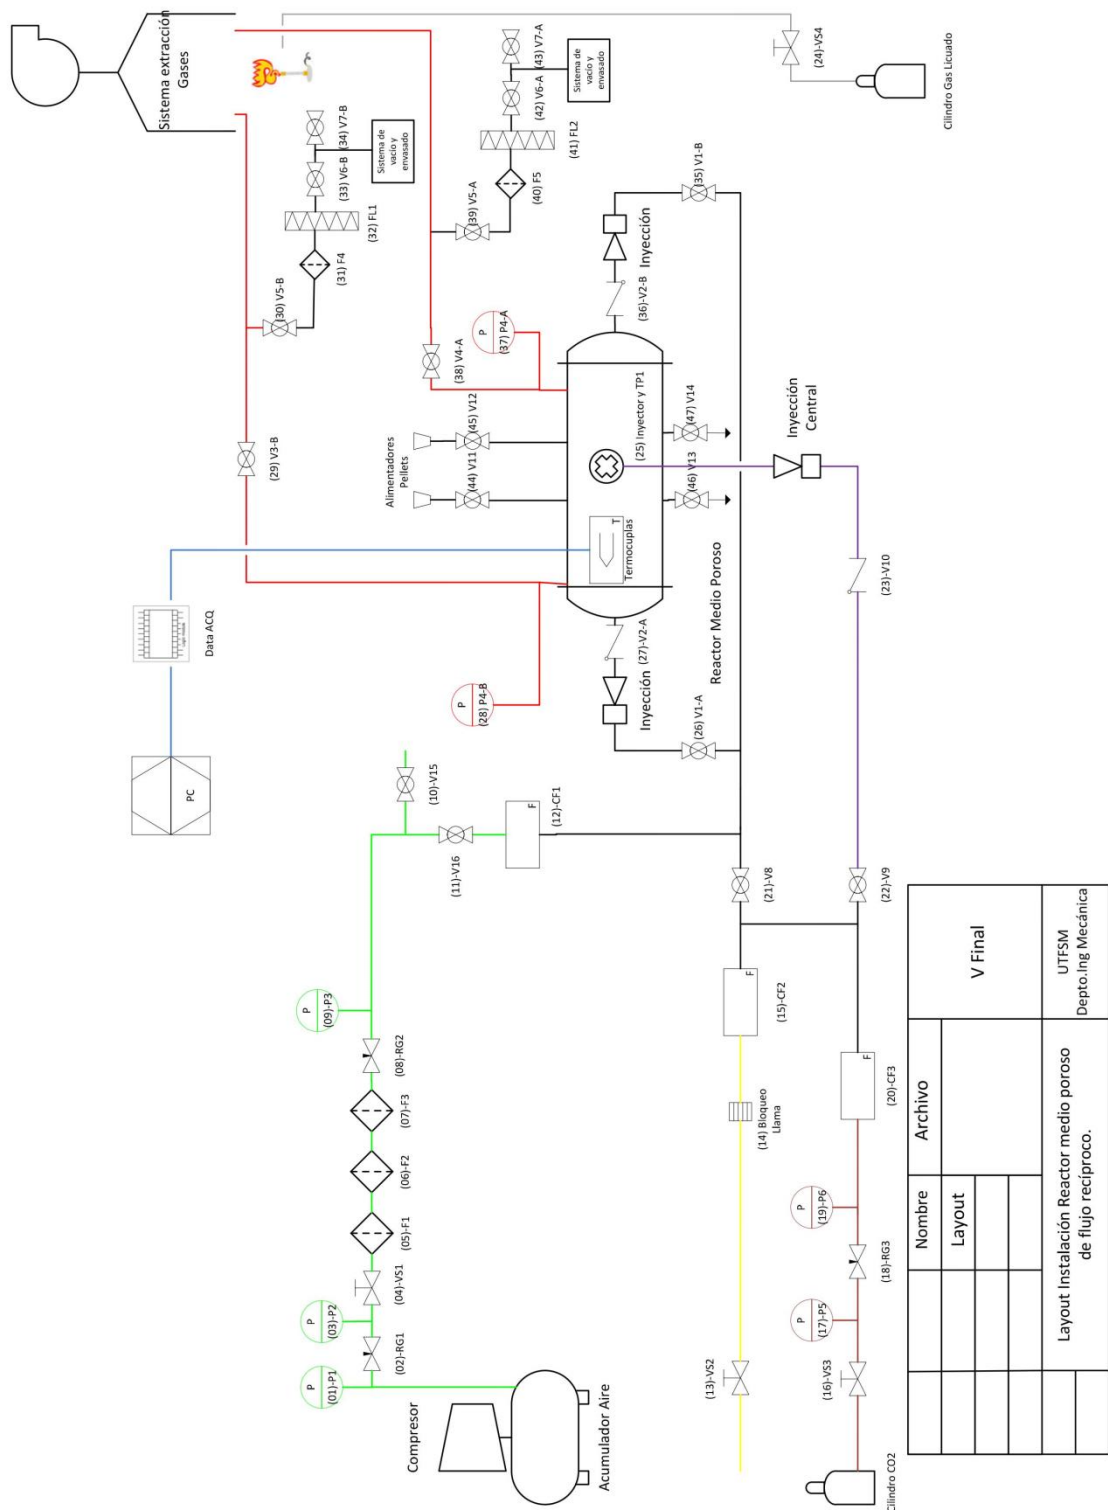 Compresor
Acumulador Aire
P
(01)-P1
(02)-RG1
P
(03)-P2
(04)-VS1
(05)-F1
(06)-F2
(07)-F3
(08)-RG2
P
(09)-P3
(10)-V15
(11)-V16
F
(12)-CF1
PC
Data ACQ
(13)-VS2
(14) Bloqueo
Llama
F
(15)-CF2
Cilindro CO2
(16)-VS3
P
(17)-P5
(18)-RG3
P
(19)-P6
F
(20)-CF3
(21)-V8
(22)-V9
(23)-V10
Inyección
Central
(26) V1-A
Inyección
(27)-V2-A
P
(28) P4-B
(29) V3-B
(30) V5-B
(31) F4
(32) FL1
(33) V6-B
(34) V7-B
Sistema de
vacío y
envasado
Sistema extracción
Gases
Termocuplas
T
Reactor Medio Poroso
(25) Inyector y TP1
Alimentadores
Pellets
(44) V11
(45) V12
(46) V13
(47) V14
(35) V1-B
Inyección
(36)-V2-B
P
(37) P4-A
(38) V4-A
(39) V5-A
(40) F5
(41) FL2
(42) V6-A
(43) V7-A
Sistema de
vacío y
envasado
(24)-VS4
Cilindro Gas Licuado
Nombre
Archivo
V Final
Layout
Layout Instalación Reactor medio poroso
de flujo recíproco.
UTFSM
Depto.Ing Mecánica